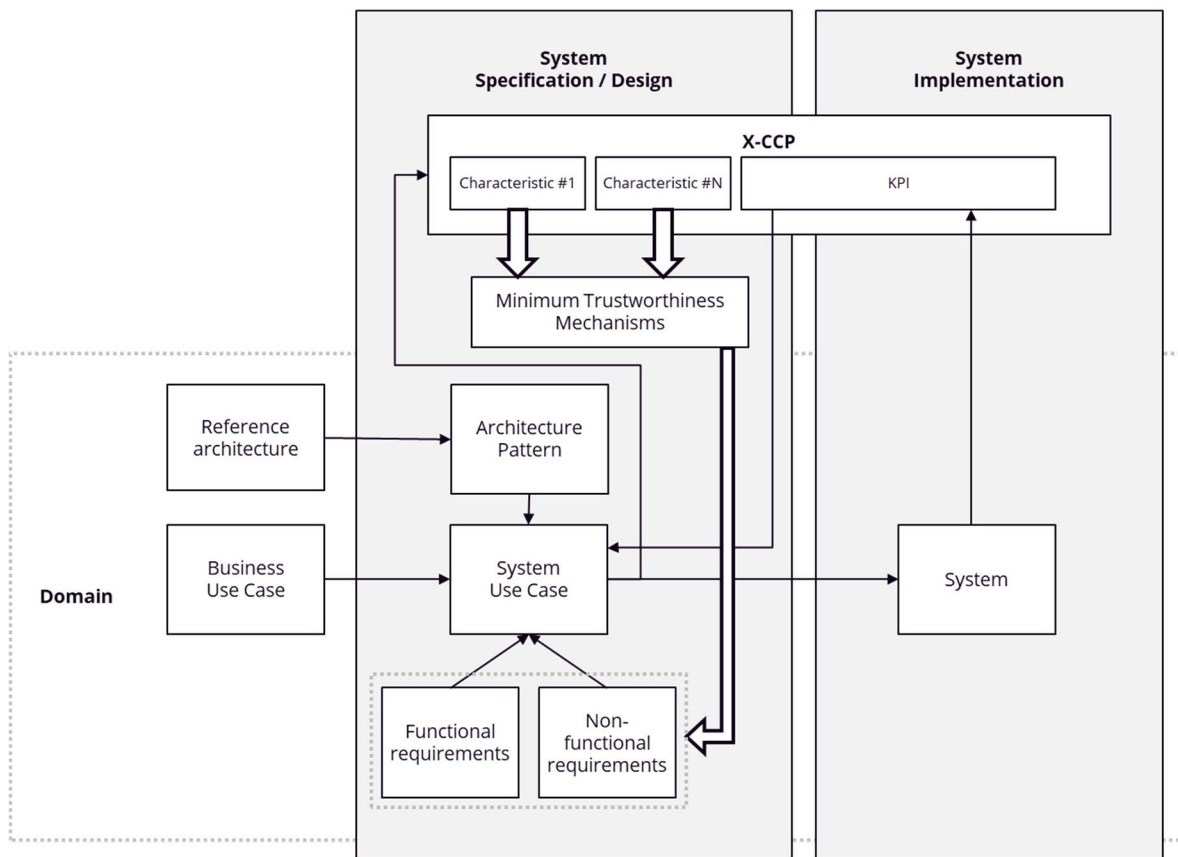 System
Specification / Design
System
Implementation
X-CCP
Characteristic #1
Characteristic #N
KPI
Minimum Trustworthiness
Mechanisms
Reference
architecture
Architecture
Pattern
Business
Use Case
System
Use Case
System
Domain
Functional
requirements
Non-
functional
requirements